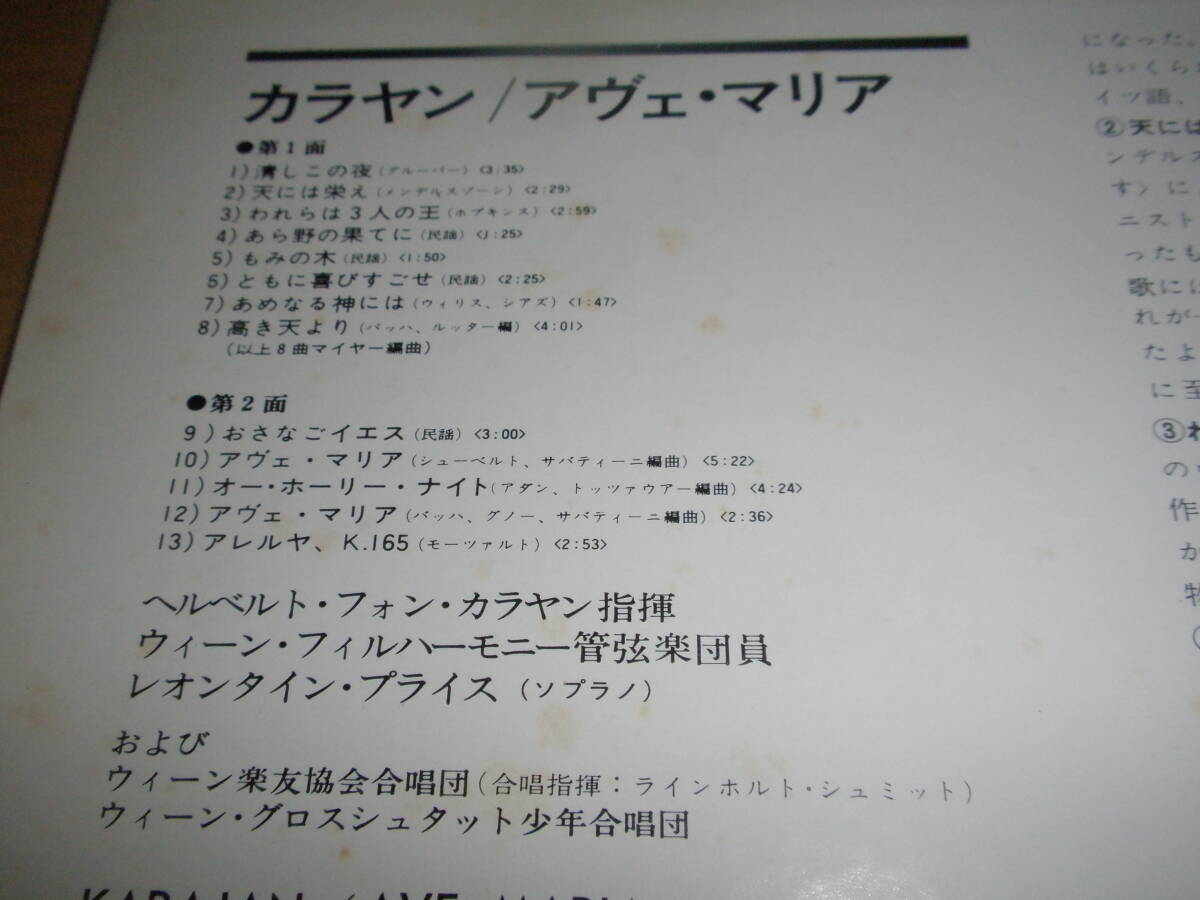 カラヤン/アヴェ・マリア
●第1面
1)清しこの夜(グルーバー)〈3:35〉
2)天には栄え(メンデルスゾーン)〈2:29〉
3)われらは3人の王(ホプキンス)〈2:59〉
4)あら野の果てに(民謡)〈1:25〉
5)もみの木(民謡)〈1:50〉
6)ともに喜びすごせ(民謡)〈2:25〉
7)あめなる神には(ウィリス、シアズ)〈1:47〉
8)高き天より(バッハ、ルッター編)〈4:01〉
(以上8曲マイヤー編曲)
●第2面
9)おさなごイエス(民謡)〈3:00〉
10)アヴェ・マリア(シューベルト、サバティーニ編曲)〈5:22〉
11)オー・ホーリー・ナイト(アダン、トッツァウアー編曲)〈4:24〉
12)アヴェ・マリア(バッハ、グノー、サバティーニ編曲)〈2:36〉
13)アレルヤ、K.165(モーツァルト)〈2:53〉
ヘルベルト・フォン・カラヤン指揮
ウィーン・フィルハーモニー管弦楽団員
レオンタイン・プライス(ソプラノ)
および
ウィーン楽友協会合唱団(合唱指揮:ラインホルト・シュミット)
ウィーン・グロスシュタット少年合唱団
KARAJAN / AVE MARIA
になった。
はいくら
イツ語、
②天には
ンデルス
す〉に
ニスト
ったも
歌には
れが
たよ
に至
③わ
の
作
か
物